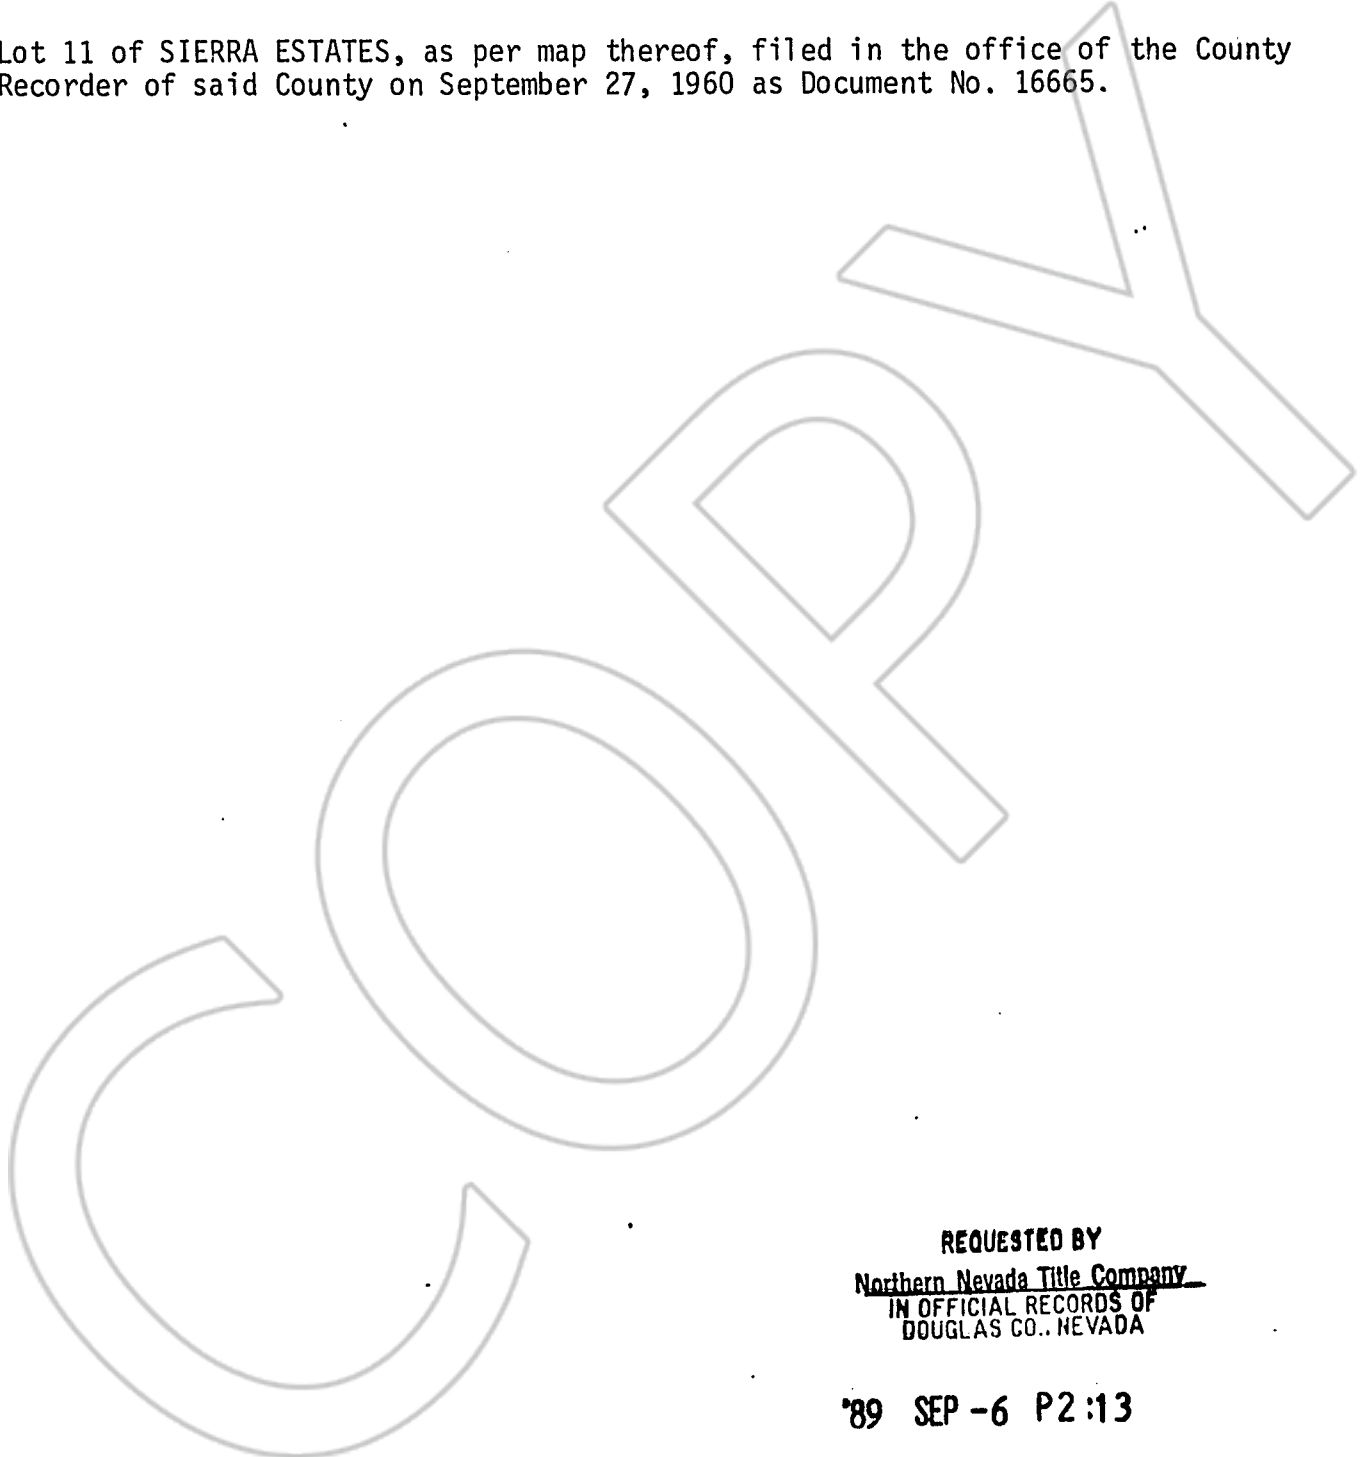 Lot 11 of SIERRA ESTATES, as per map thereof, filed in the office of the County
Recorder of said County on September 27, 1960 as Document No. 16665.
COPY
REQUESTED BY
Northern Nevada Title Company
IN OFFICIAL RECORDS OF
DOUGLAS CO., NEVADA
'89 SEP -6 P2:13